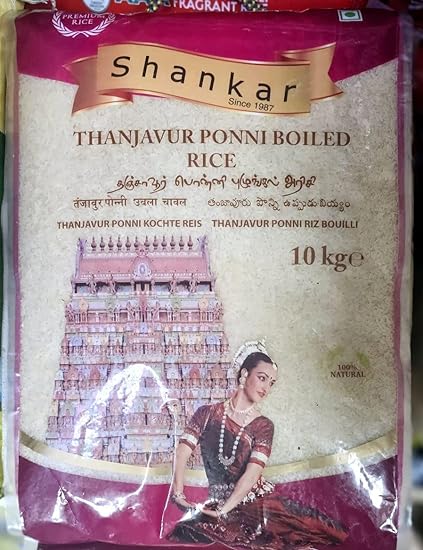 FRAGRANT
PREMIUM
RICE
Shankar
Since 1987
THANJAVUR PONNI BOILED
RICE
தஞ்சாவூர் பொன்னி புழுங்கல் அரிசி
तंजावुर पोन्नी उबला चावल తంజావూరు పొన్ని ఉప్పుడు బియ్యం
THANJAVUR PONNI KOCHTE REIS THANJAVUR PONNI RIZ BOUILLI
10 kg℮
100%
NATURAL